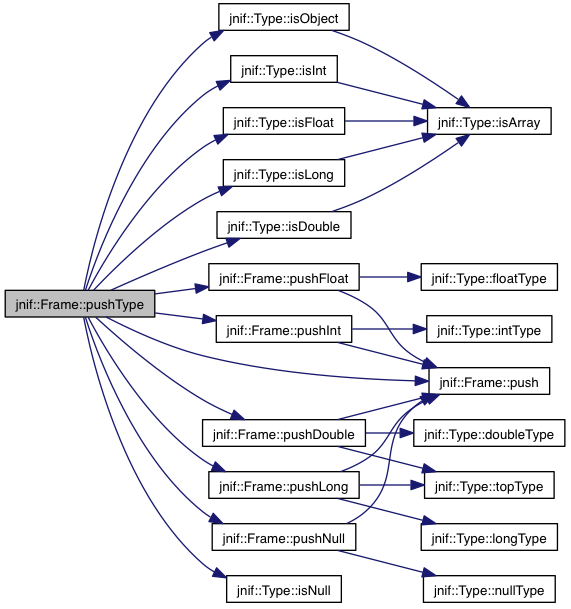 jnif::Type::isObject
jnif::Type::isInt
jnif::Type::isFloat
jnif::Type::isArray
jnif::Type::isLong
jnif::Type::isDouble
jnif::Frame::pushFloat
jnif::Type::floatType
jnif::Frame::pushType
jnif::Frame::pushInt
jnif::Type::intType
jnif::Frame::push
jnif::Frame::pushDouble
jnif::Type::doubleType
jnif::Frame::pushLong
jnif::Type::topType
jnif::Frame::pushNull
jnif::Type::longType
jnif::Type::isNull
jnif::Type::nullType